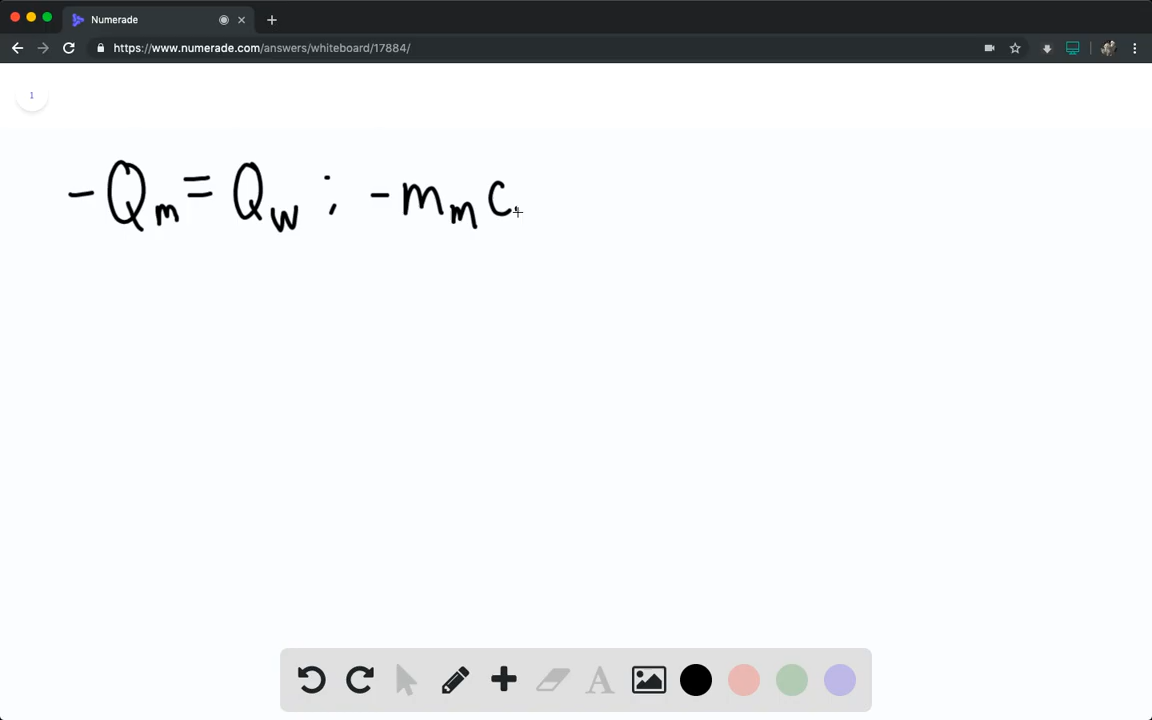 Numerade
https://www.numerade.com/answers/whiteboard/17884/
1
-Qm = Qw ; -mm c
A